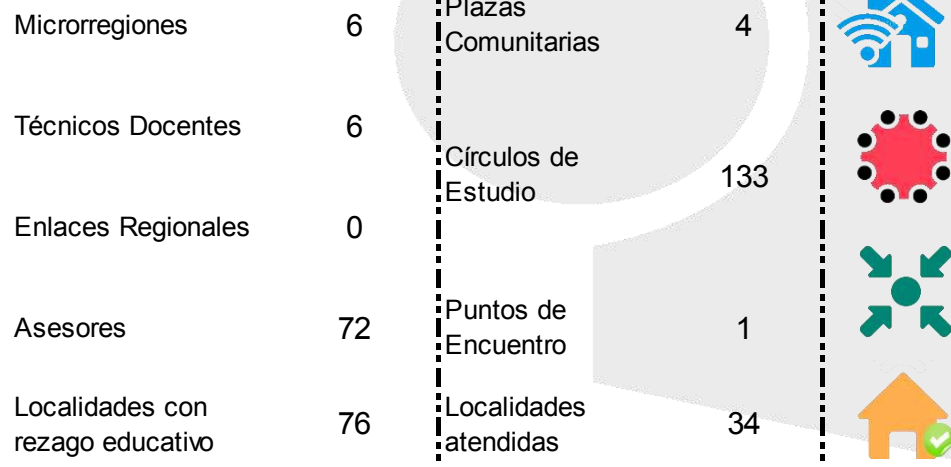 Microrregiones 6
Plazas
Comunitarias 4
Técnicos Docentes 6
Círculos de
Estudio 133
Enlaces Regionales 0
Asesores 72
Puntos de
Encuentro 1
Localidades con
rezago educativo 76
Localidades
atendidas 34